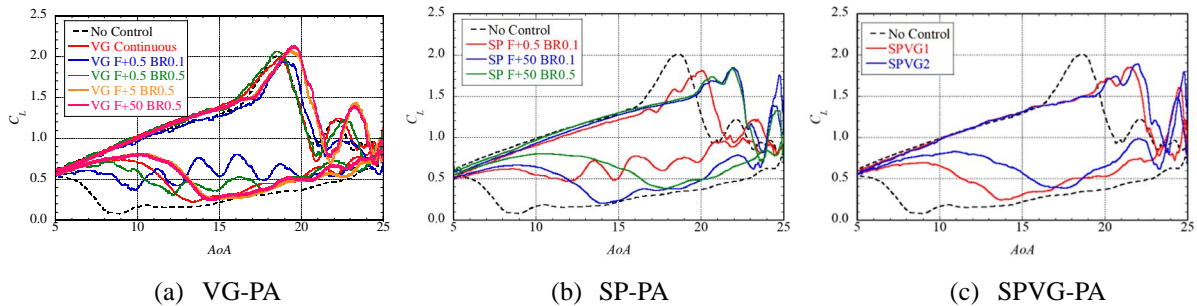 2.5
2.0
1.5
1.0
0.5
0.0
C_L
No Control
VG Continuous
VG F+0.5 BR0.1
VG F+0.5 BR0.5
VG F+5 BR0.5
VG F+50 BR0.5
5 10 15 20 25
AoA
(a) VG-PA
2.5
2.0
1.5
1.0
0.5
0.0
C_L
No Control
SP F+0.5 BR0.1
SP F+50 BR0.1
SP F+50 BR0.5
5 10 15 20 25
AoA
(b) SP-PA
2.5
2.0
1.5
1.0
0.5
0.0
C_L
No Control
SPVG1
SPVG2
5 10 15 20 25
AoA
(c) SPVG-PA